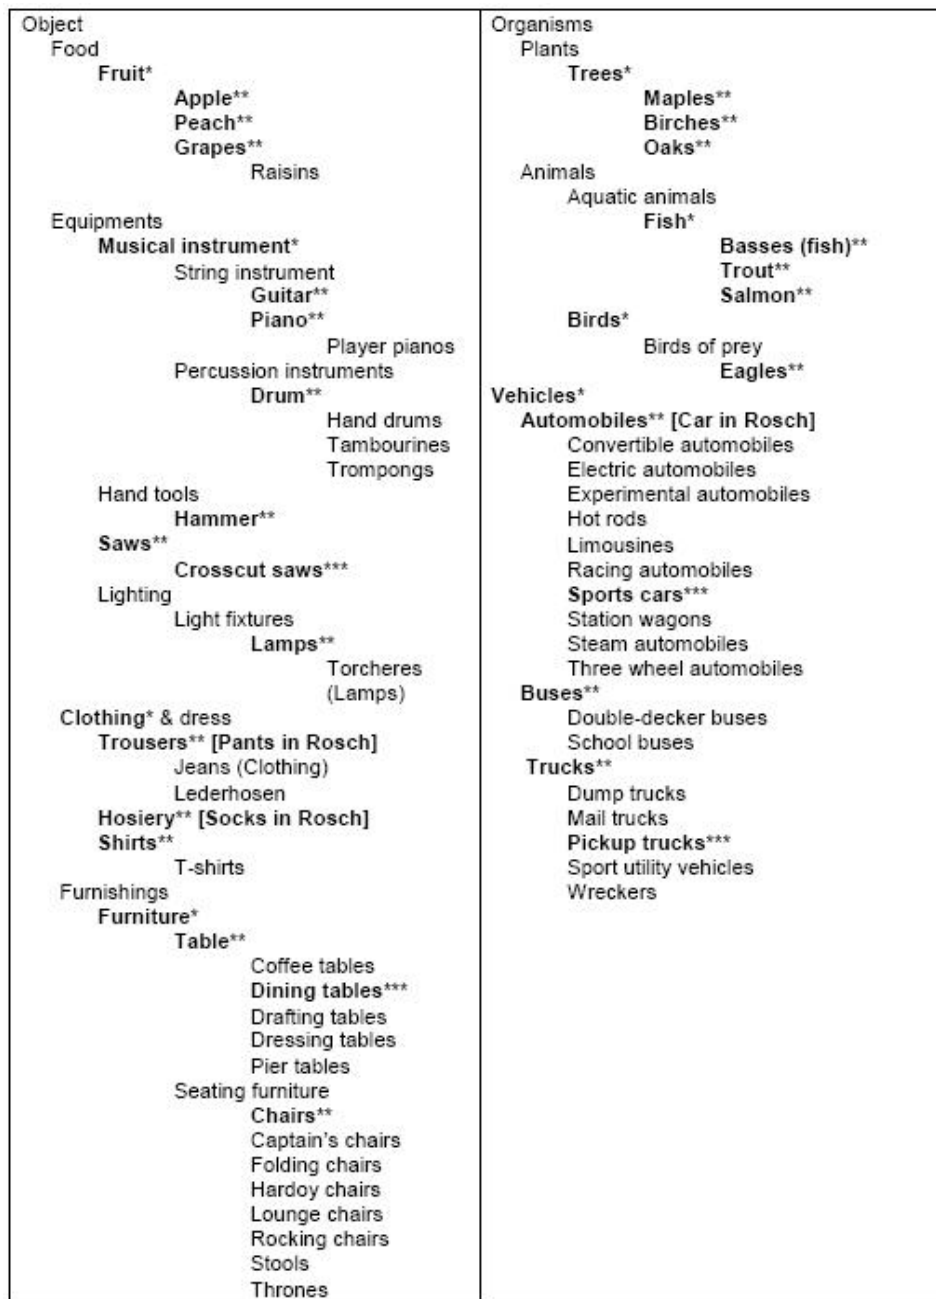 Object
Food
Fruit*
Apple**
Peach**
Grapes**
Raisins
Equipments
Musical instrument*
String instrument
Guitar**
Piano**
Player pianos
Percussion instruments
Drum**
Hand drums
Tambourines
Trompongs
Hand tools
Hammer**
Saws**
Crosscut saws***
Lighting
Light fixtures
Lamps**
Torcheres
(Lamps)
Clothing* & dress
Trousers** [Pants in Rosch]
Jeans (Clothing)
Lederhosen
Hosiery** [Socks in Rosch]
Shirts**
T-shirts
Furnishings
Furniture*
Table**
Coffee tables
Dining tables***
Drafting tables
Dressing tables
Pier tables
Seating furniture
Chairs**
Captain's chairs
Folding chairs
Hardoy chairs
Lounge chairs
Rocking chairs
Stools
Thrones
Organisms
Plants
Trees*
Maples**
Birches**
Oaks**
Animals
Aquatic animals
Fish*
Basses (fish)**
Trout**
Salmon**
Birds*
Birds of prey
Eagles**
Vehicles*
Automobiles** [Car in Rosch]
Convertible automobiles
Electric automobiles
Experimental automobiles
Hot rods
Limousines
Racing automobiles
Sports cars***
Station wagons
Steam automobiles
Three wheel automobiles
Buses**
Double-decker buses
School buses
Trucks**
Dump trucks
Mail trucks
Pickup trucks***
Sport utility vehicles
Wreckers